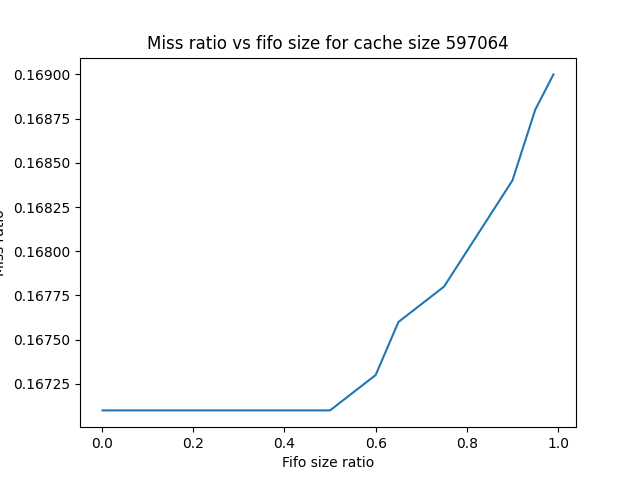 Miss ratio vs fifo size for cache size 597064
0.16900
0.16875
0.16850
0.16825
0.16800
0.16775
0.16750
0.16725
Miss ratio
0.0 0.2 0.4 0.6 0.8 1.0
Fifo size ratio